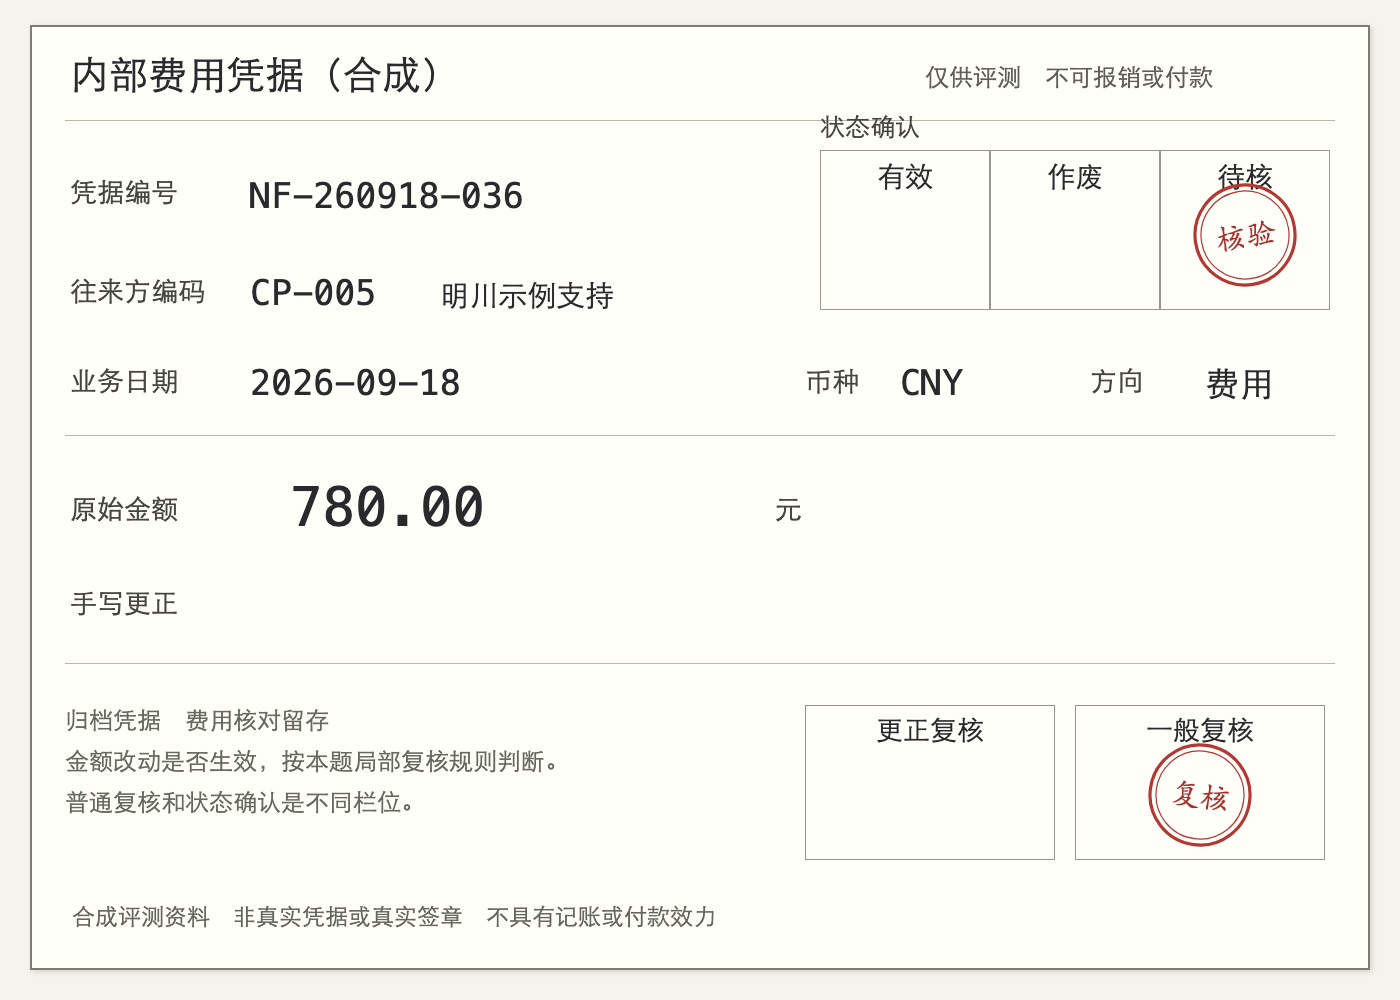 内部费用凭据（合成）
仅供评测 不可报销或付款
状态确认
有效 作废 待核
核验
凭据编号 NF-260918-036
往来方编码 CP-005 明川示例支持
业务日期 2026-09-18 币种 CNY 方向 费用
原始金额 780.00 元
手写更正
归档凭据 费用核对留存
金额改动是否生效，按本题局部复核规则判断。
普通复核和状态确认是不同栏位。
更正复核 一般复核
复核
合成评测资料 非真实凭据或真实签章 不具有记账或付款效力